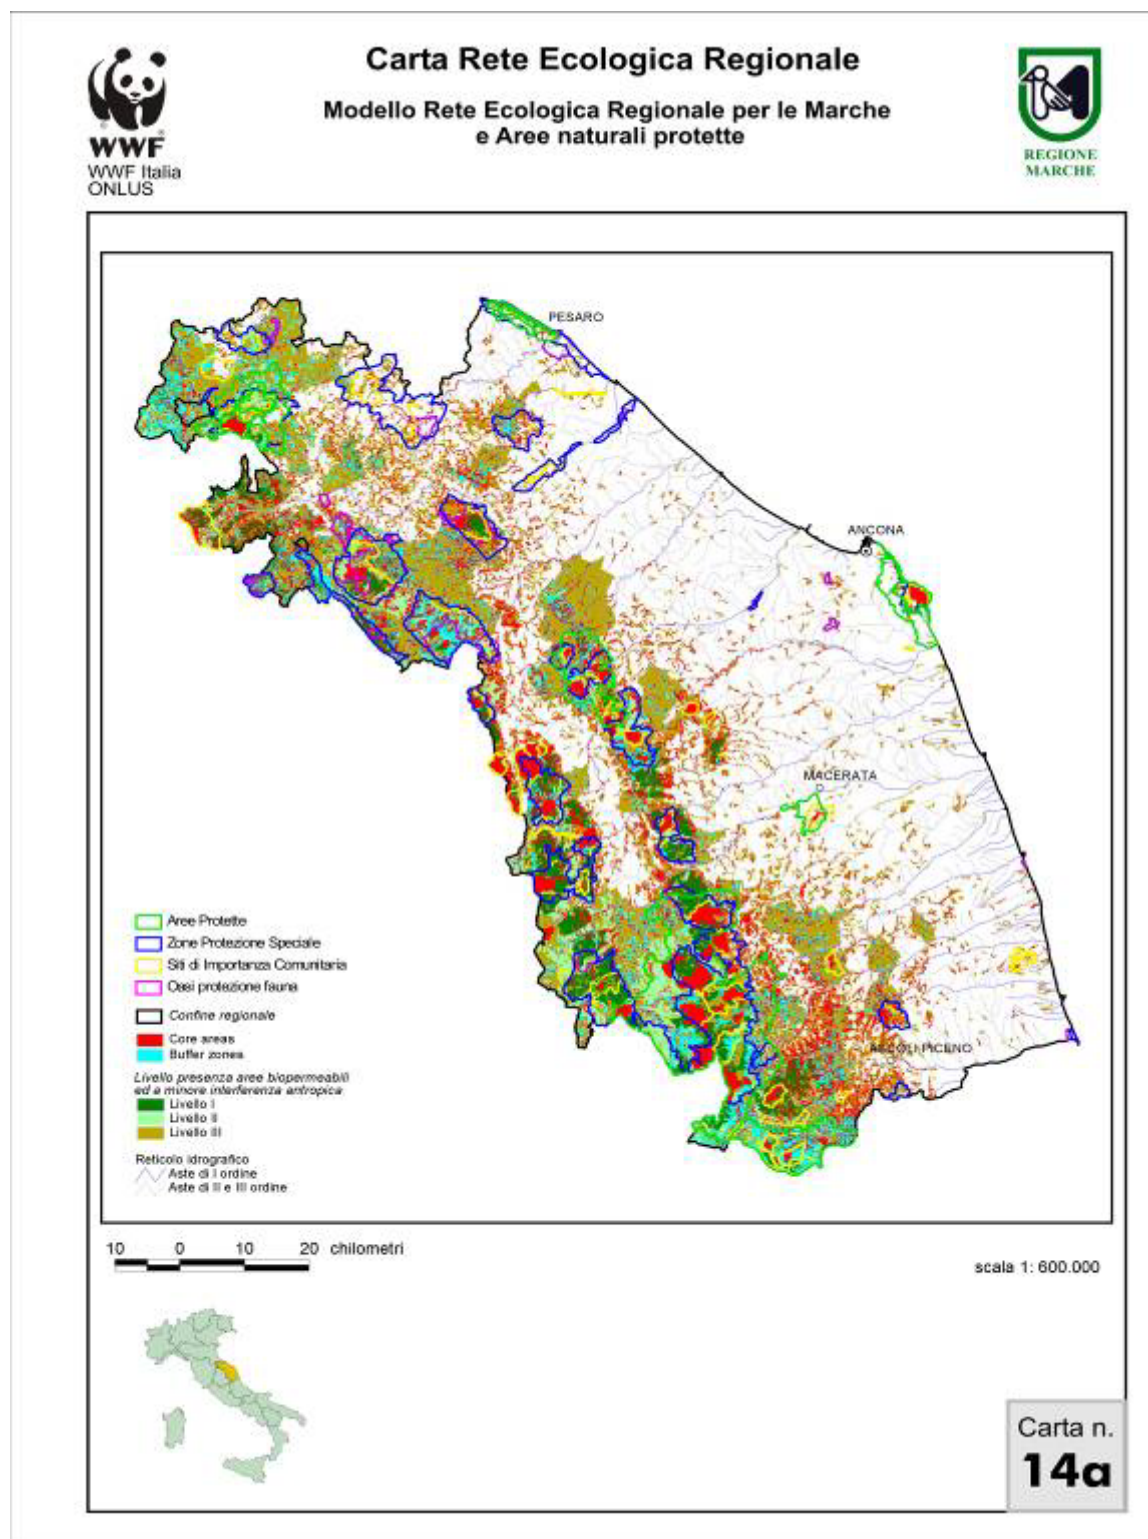 Carta Rete Ecologica Regionale
Modello Rete Ecologica Regionale per le Marche
e Aree naturali protette
WWF
WWF Italia
ONLUS
REGIONE
MARCHE
PESARO
ANCONA
MACERATA
ASCOLI PICENO
Aree Protette
Zone Protezione Speciale
Siti di Importanza Comunitaria
Oasi protezione fauna
Confine regionale
Core areas
Buffer zones
Livello presenza aree biopermeabili
ed a minore interferenza antropica
Livello I
Livello II
Livello III
Reticolo idrografico
Aste di I ordine
Aste di II e III ordine
10 0 10 20 chilometri
scala 1: 600.000
Carta n.
14a